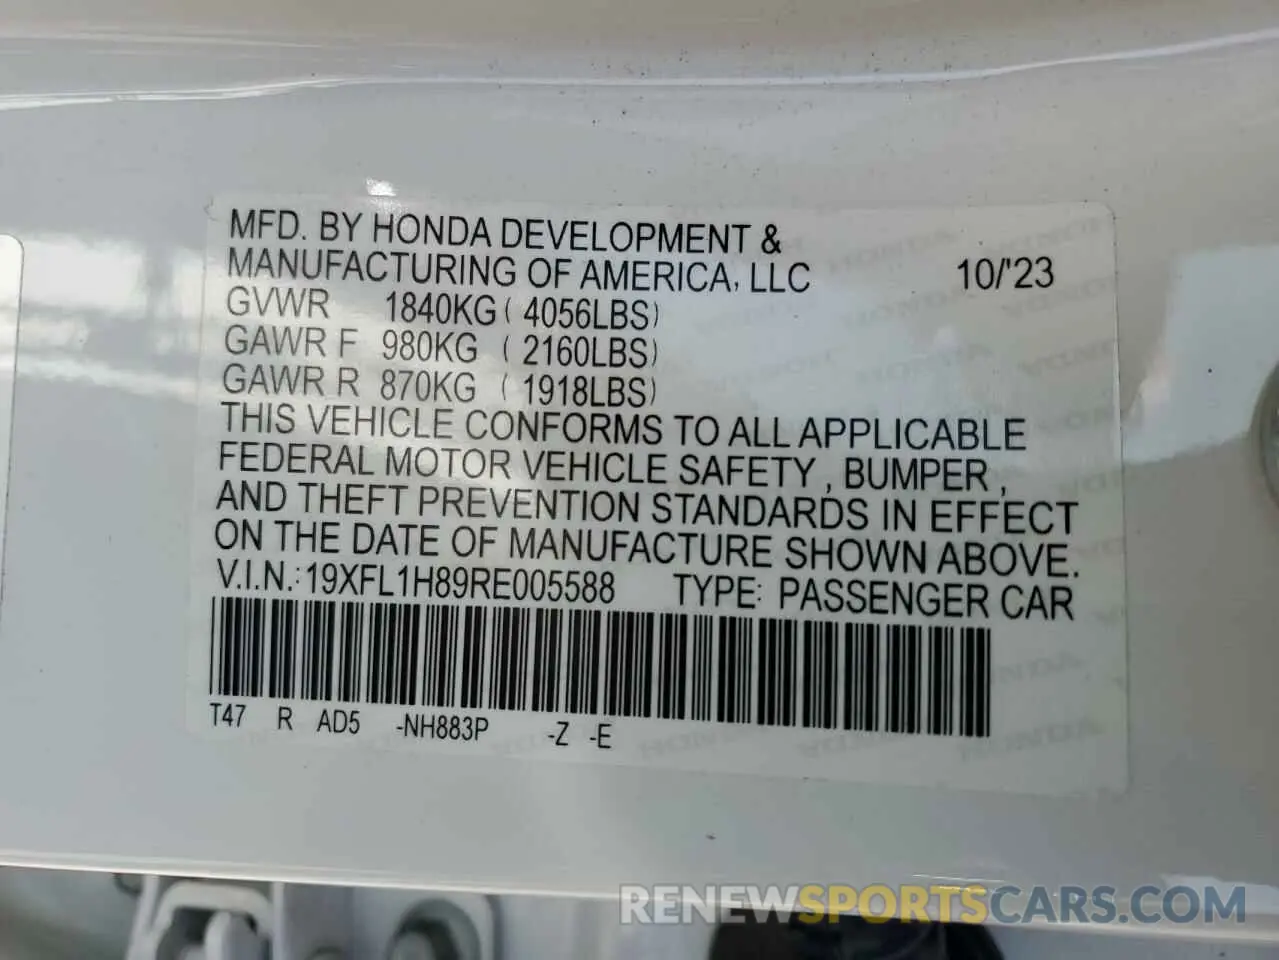 MFD. BY HONDA DEVELOPMENT &
MANUFACTURING OF AMERICA, LLC 10/'23
GVWR 1840KG ( 4056LBS)
GAWR F 980KG ( 2160LBS)
GAWR R 870KG ( 1918LBS)
THIS VEHICLE CONFORMS TO ALL APPLICABLE
FEDERAL MOTOR VEHICLE SAFETY , BUMPER ,
AND THEFT PREVENTION STANDARDS IN EFFECT
ON THE DATE OF MANUFACTURE SHOWN ABOVE.
V.I.N.: 19XFL1H89RE005588 TYPE: PASSENGER CAR
T47 R AD5 -NH883P -Z -E
RENEWSPORTSCARS.COM